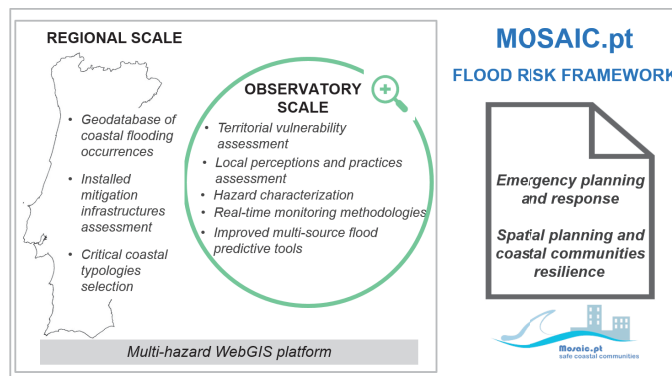 REGIONAL SCALE
• Geodatabase of
coastal flooding
occurrences
• Installed
mitigation
infrastructures
assessment
• Critical coastal
typologies
selection
OBSERVATORY
SCALE
• Territorial vulnerability
assessment
• Local perceptions and practices
assessment
• Hazard characterization
• Real-time monitoring methodologies
• Improved multi-source flood
predictive tools
Multi-hazard WebGIS platform
MOSAIC.pt
FLOOD RISK FRAMEWORK
Emergency planning
and response
Spatial planning and
coastal communities
resilience
Mosaic.pt
safe coastal communities